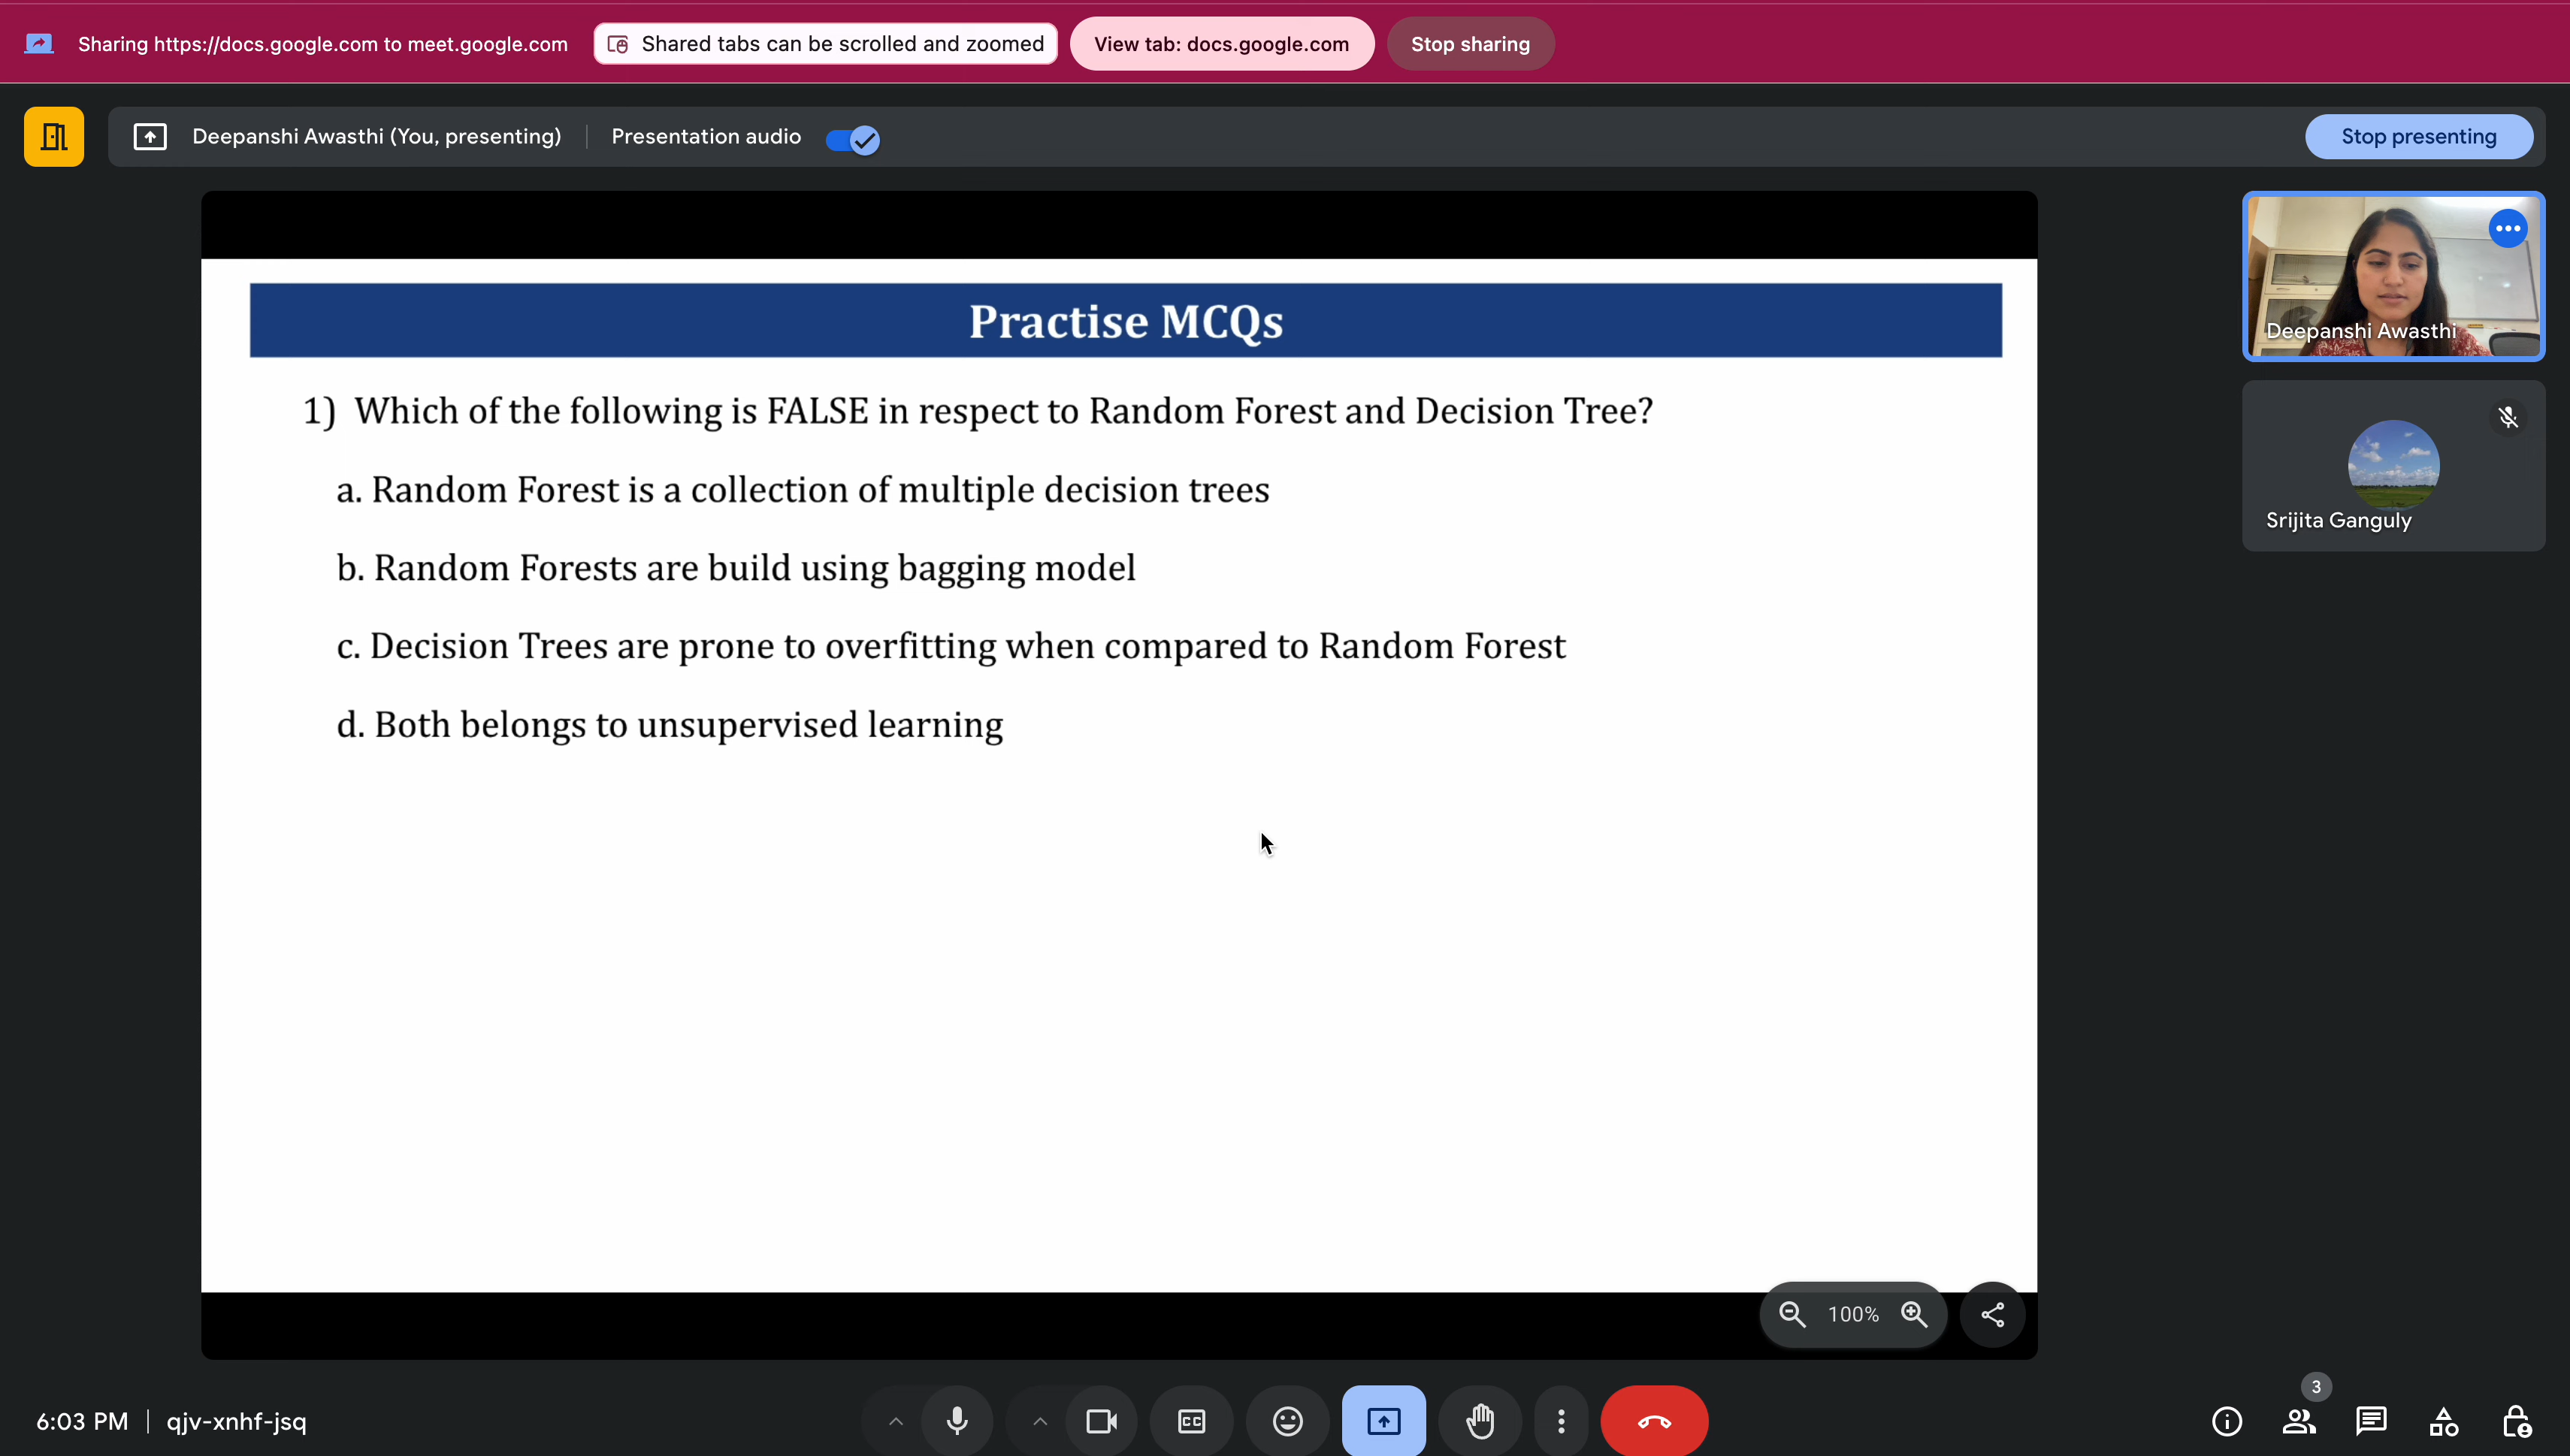 Sharing https://docs.google.com to meet.google.com
Shared tabs can be scrolled and zoomed
View tab: docs.google.com
Stop sharing
Deepanshi Awasthi (You, presenting)
Presentation audio
Stop presenting
Practise MCQs
1) Which of the following is FALSE in respect to Random Forest and Decision Tree?
a. Random Forest is a collection of multiple decision trees
b. Random Forests are build using bagging model
c. Decision Trees are prone to overfitting when compared to Random Forest
d. Both belongs to unsupervised learning
Deepanshi Awasthi
Srijita Ganguly
100%
6:03 PM
qjv-xnhf-jsq
CC
3